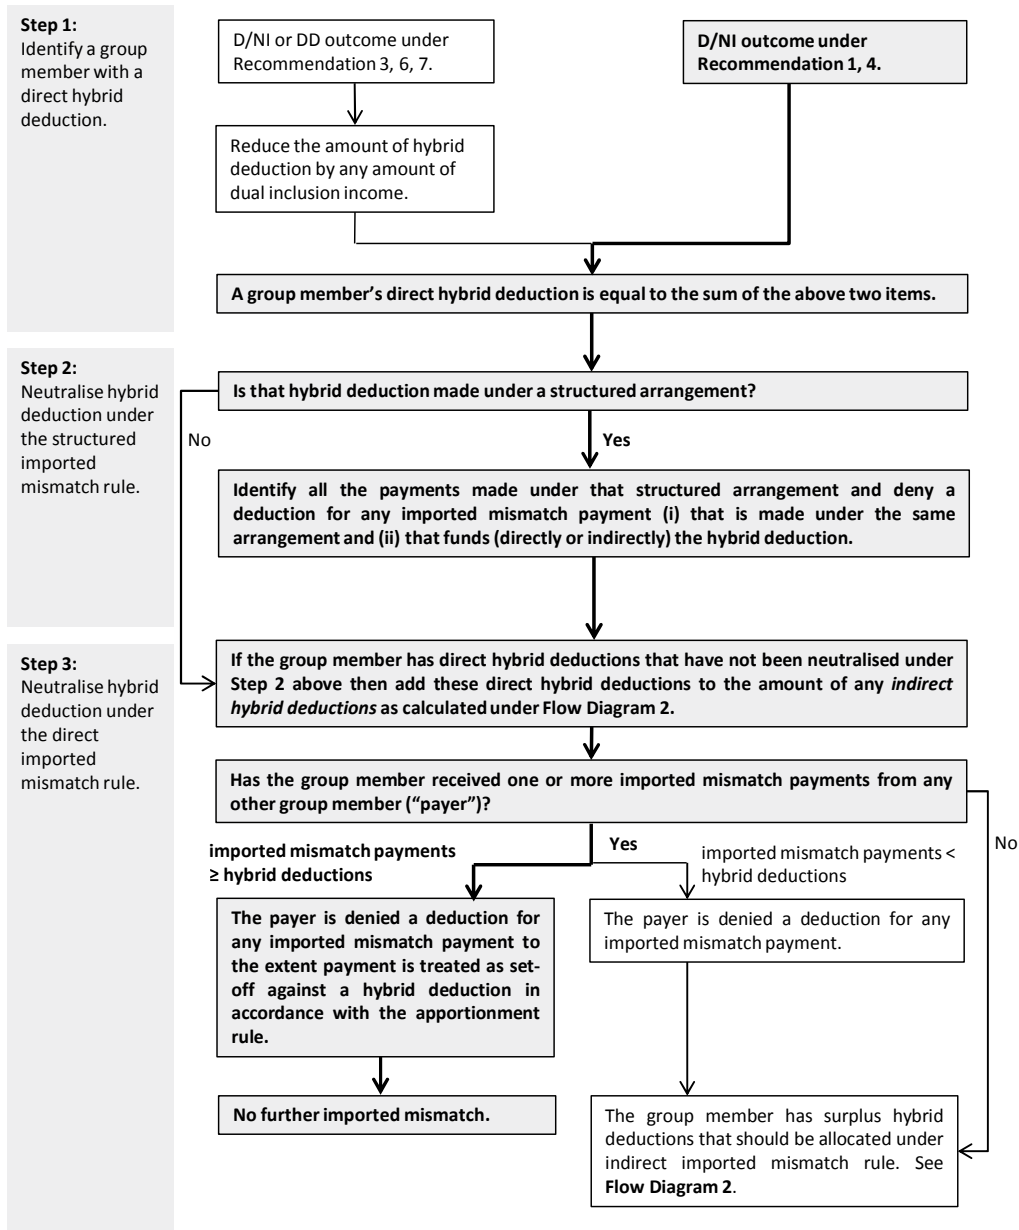 Step 1:
Identify a group
member with a
direct hybrid
deduction.
D/NI or DD outcome under
Recommendation 3, 6, 7.
D/NI outcome under
Recommendation 1, 4.
Reduce the amount of hybrid
deduction by any amount of
dual inclusion income.
A group member's direct hybrid deduction is equal to the sum of the above two items.
Step 2:
Neutralise hybrid
deduction under
the structured
imported
mismatch rule.
Is that hybrid deduction made under a structured arrangement?
No
Yes
Identify all the payments made under that structured arrangement and deny a
deduction for any imported mismatch payment (i) that is made under the same
arrangement and (ii) that funds (directly or indirectly) the hybrid deduction.
Step 3:
Neutralise hybrid
deduction under
the direct
imported
mismatch rule.
If the group member has direct hybrid deductions that have not been neutralised under
Step 2 above then add these direct hybrid deductions to the amount of any indirect
hybrid deductions as calculated under Flow Diagram 2.
Has the group member received one or more imported mismatch payments from any
other group member ("payer")?
No
Yes
imported mismatch payments
≥ hybrid deductions
imported mismatch payments <
hybrid deductions
The payer is denied a deduction for
any imported mismatch payment to
the extent payment is treated as set-
off against a hybrid deduction in
accordance with the apportionment
rule.
The payer is denied a deduction for any
imported mismatch payment.
No further imported mismatch.
The group member has surplus hybrid
deductions that should be allocated under
indirect imported mismatch rule. See
Flow Diagram 2.